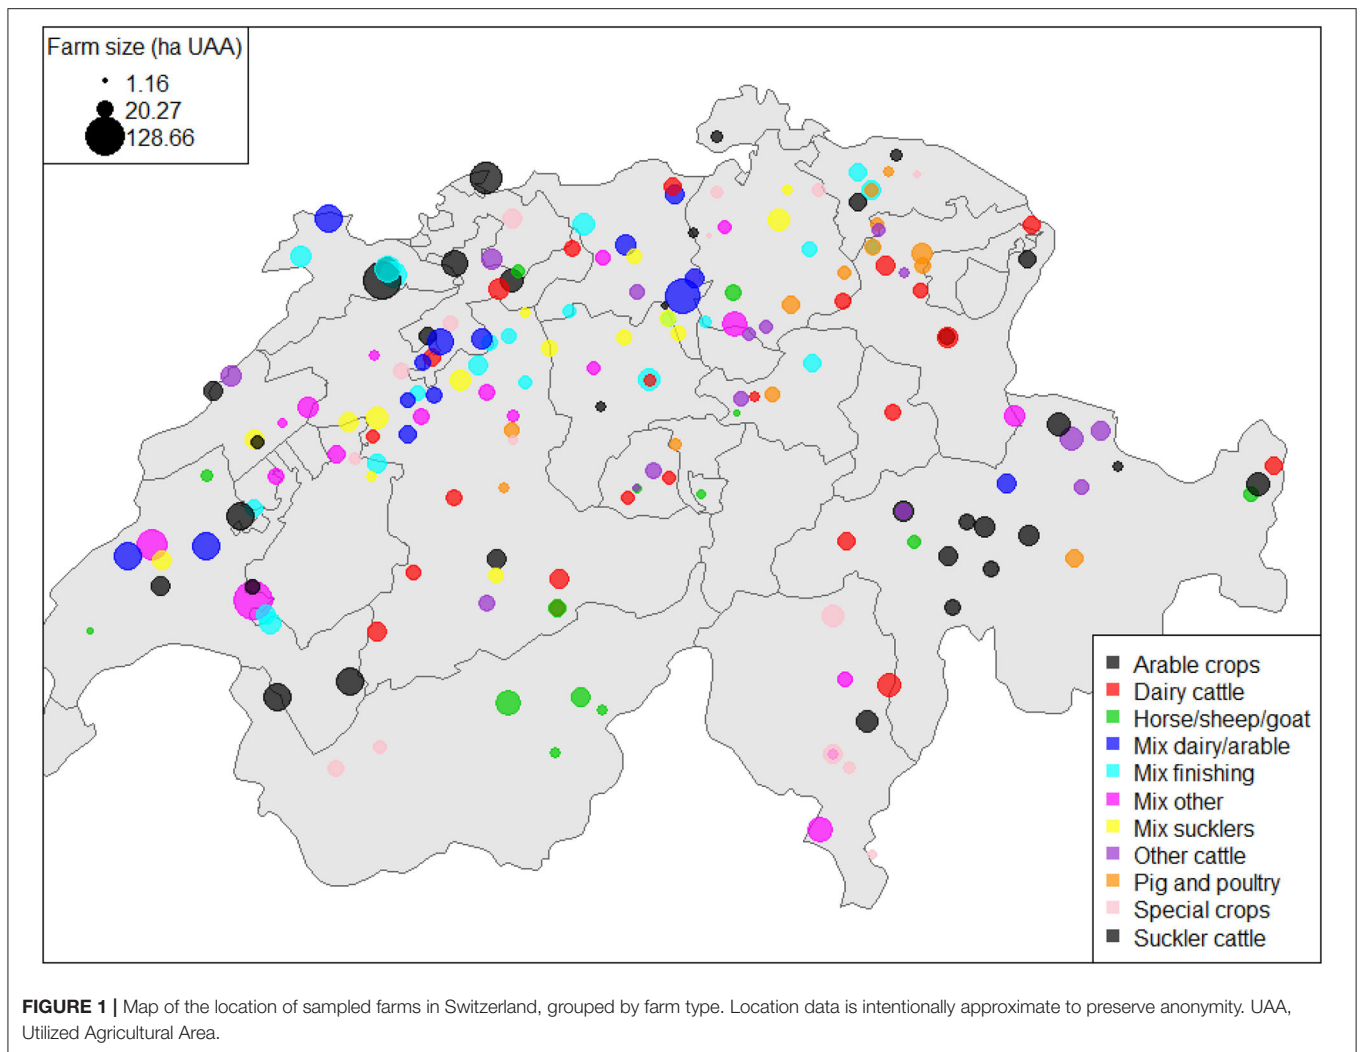 Farm size (ha UAA)
1.16
20.27
128.66
Arable crops
Dairy cattle
Horse/sheep/goat
Mix dairy/arable
Mix finishing
Mix other
Mix sucklers
Other cattle
Pig and poultry
Special crops
Suckler cattle
FIGURE 1 | Map of the location of sampled farms in Switzerland, grouped by farm type. Location data is intentionally approximate to preserve anonymity. UAA,
Utilized Agricultural Area.